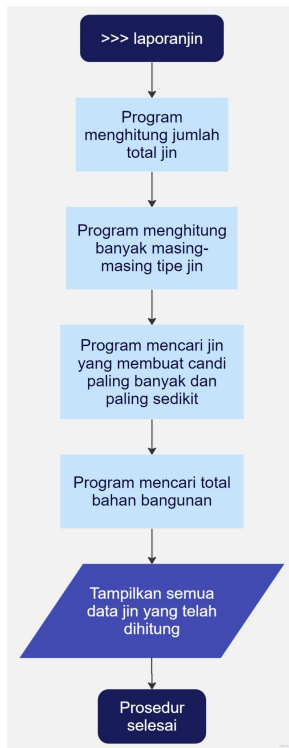 >>> laporanjin
Program
menghitung jumlah
total jin
Program menghitung
banyak masing-
masing tipe jin
Program mencari jin
yang membuat candi
paling banyak dan
paling sedikit
Program mencari total
bahan bangunan
Tampilkan semua
data jin yang telah
dihitung
Prosedur
selesai